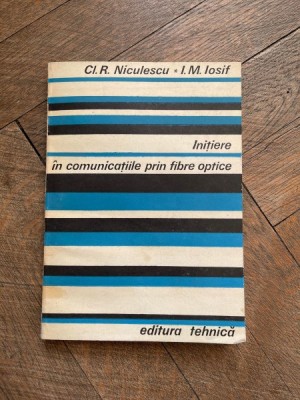 Cl. R. Niculescu • I. M. Iosif
Inițiere
în comunicațiile prin fibre optice
editura tehnică